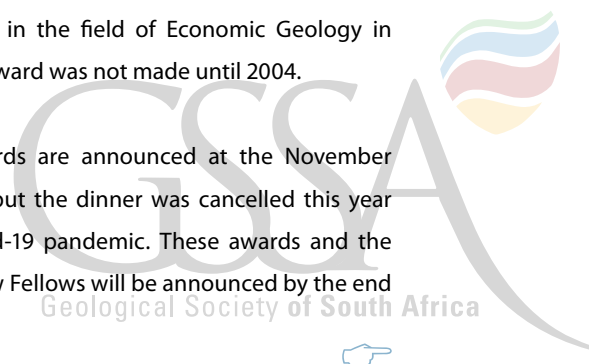 in the field of Economic Geology in
ward was not made until 2004.
rds are announced at the November
out the dinner was cancelled this year
d-19 pandemic. These awards and the
Fellows will be announced by the end
GSSA
Geological Society of South Africa